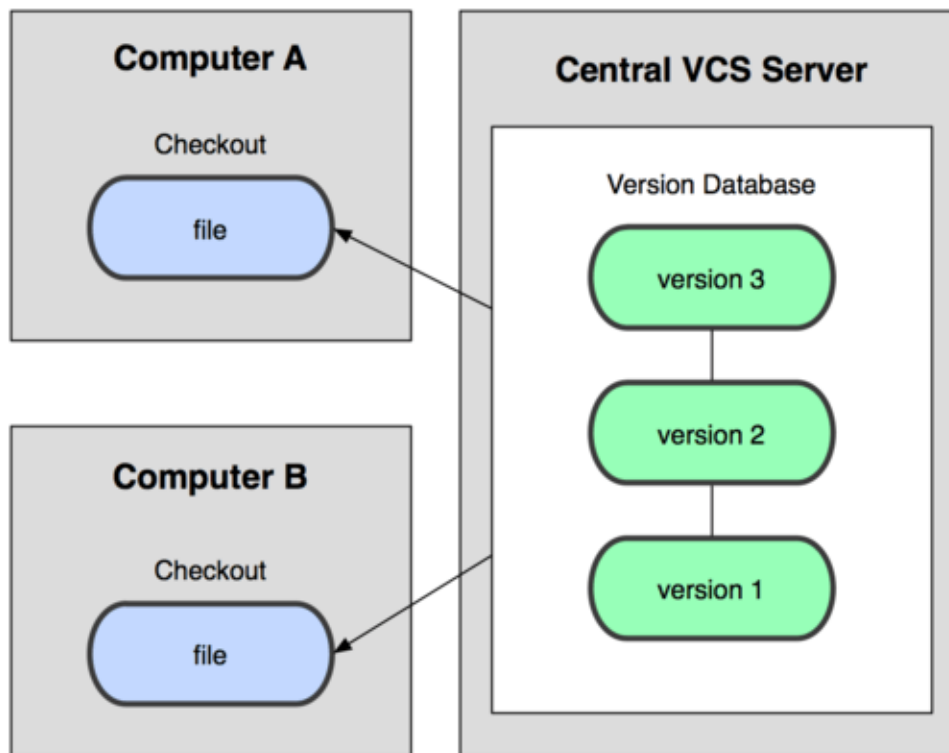 Computer A
Checkout
file
Computer B
Checkout
file
Central VCS Server
Version Database
version 3
version 2
version 1